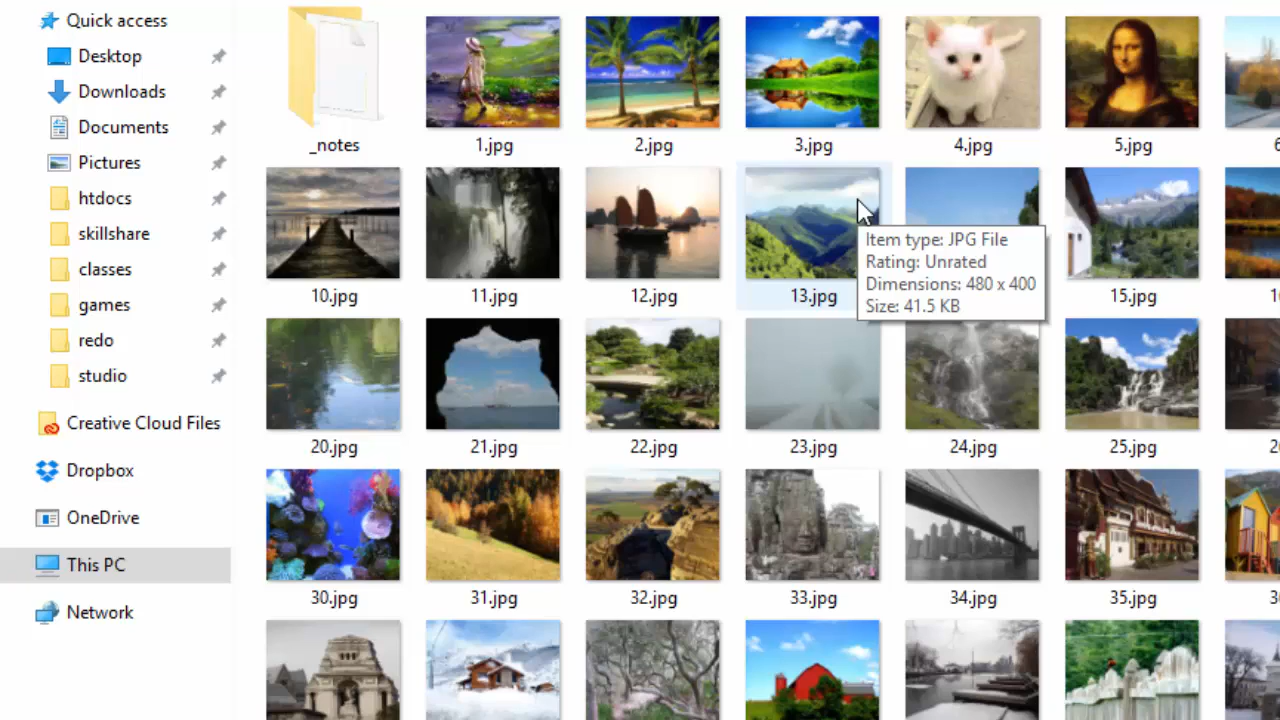 Quick access
Desktop
Downloads
Documents
Pictures
htdocs
skillshare
classes
games
redo
studio
Creative Cloud Files
Dropbox
OneDrive
This PC
Network
_notes
1.jpg
2.jpg
3.jpg
4.jpg
5.jpg
10.jpg
11.jpg
12.jpg
13.jpg
Item type: JPG File
Rating: Unrated
Dimensions: 480 x 400
Size: 41.5 KB
15.jpg
20.jpg
21.jpg
22.jpg
23.jpg
24.jpg
25.jpg
30.jpg
31.jpg
32.jpg
33.jpg
34.jpg
35.jpg